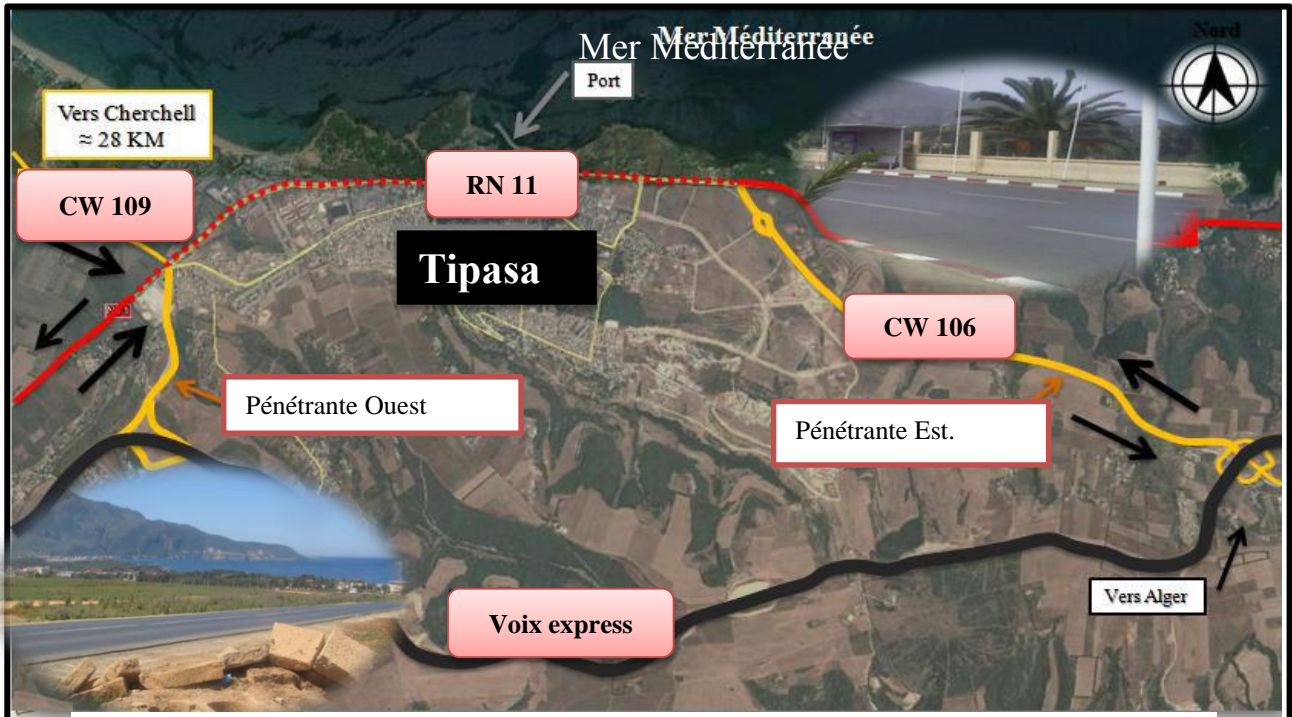 Mer Méditerranée
Mer Méditerranée
Nord
Port
Vers Cherchell
≈ 28 KM
CW 109
RN 11
Tipasa
CW 106
Pénétrante Ouest
Pénétrante Est.
Vers Alger
Voix express